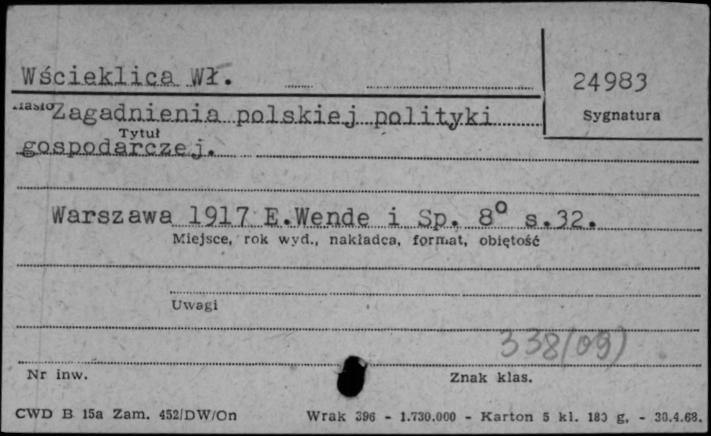 Wścieklica Wł.
24983
Hasło
Sygnatura
Zagadnienia polskiej polityki
Tytuł
gospodarczej.
Warszawa 1917 E.Wende i Sp. 8° s.32.
Miejsce, rok wyd., nakładca, format, objętość
Uwagi
338(09)
Nr inw.
Znak klas.
CWD B 15a Zam. 452/DW/On
Wrak 396 - 1.730.000 - Karton 5 kl. 180 g. - 30.4.68.